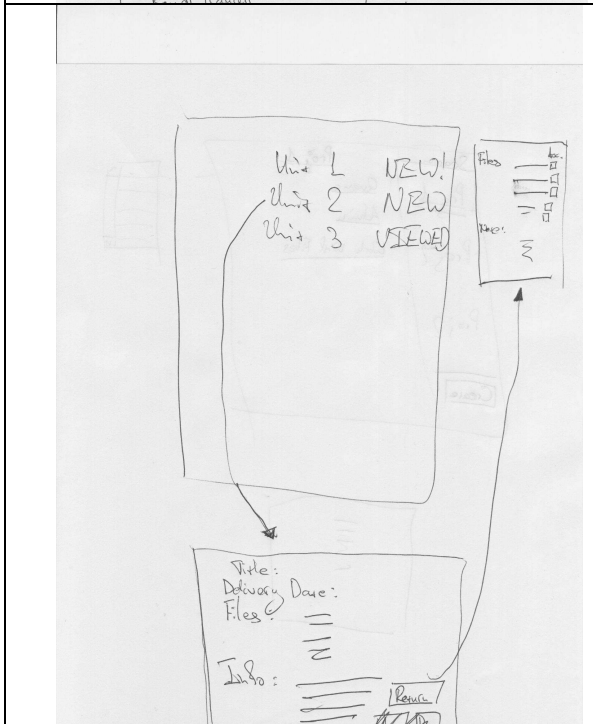 Unit 1 NEW!
Unit 2 NEW
Unit 3 VIEWED
Files
Title:
Delivery Date:
Files:
Info:
Return